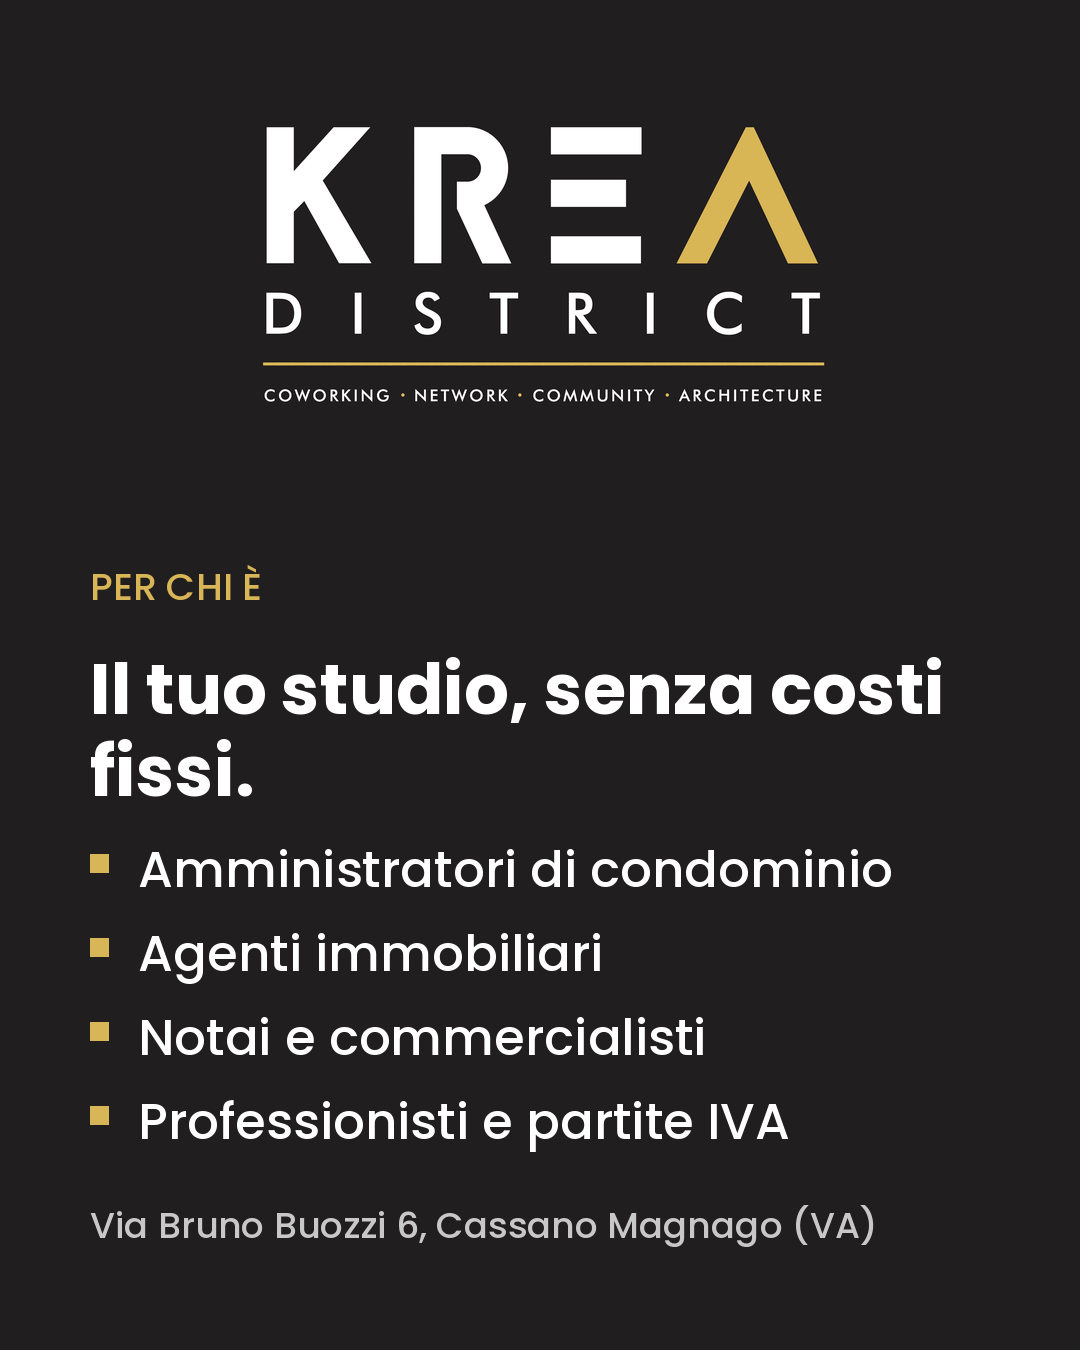 KREA
DISTRICT
COWORKING · NETWORK · COMMUNITY · ARCHITECTURE
PER CHI È
Il tuo studio, senza costi
fissi.
Amministratori di condominio
Agenti immobiliari
Notai e commercialisti
Professionisti e partite IVA
Via Bruno Buozzi 6, Cassano Magnago (VA)